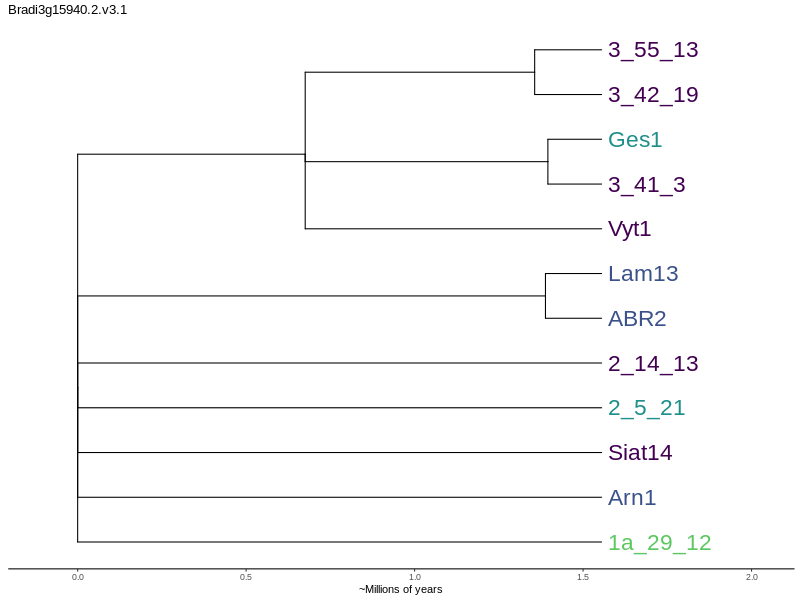 Bradi3g15940.2.v3.1
3_55_13
3_42_19
Ges1
3_41_3
Vyt1
Lam13
ABR2
2_14_13
2_5_21
Siat14
Arn1
1a_29_12
0.0 0.5 1.0 1.5 2.0
~Millions of years